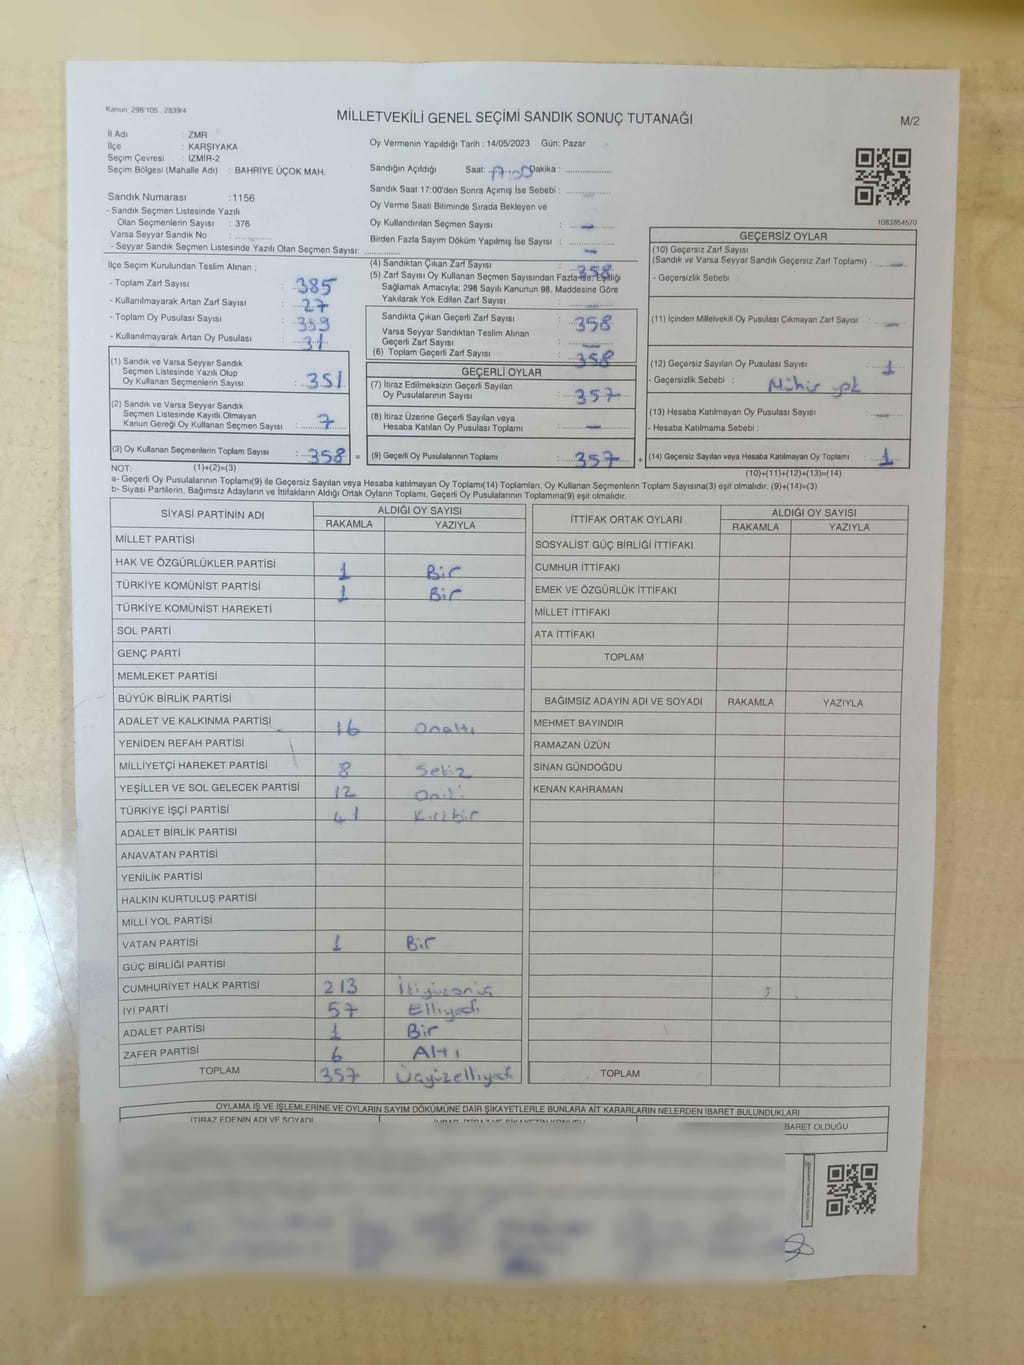 Kanun: 298/105 , 2839/4
MİLLETVEKİLİ GENEL SEÇİMİ SANDIK SONUÇ TUTANAĞI
M/2
İl Adı : ZMR
İlçe : KARŞIYAKA
Seçim Çevresi : İZMİR-2
Seçim Bölgesi (Mahalle Adı) : BAHRİYE ÜÇOK MAH.
Sandık Numarası :1156
- Sandık Seçmen Listesinde Yazılı
Olan Seçmenlerin Sayısı : 376
Varsa Seyyar Sandık No :
- Seyyar Sandık Seçmen Listesinde Yazılı Olan Seçmen Sayısı:
Oy Vermenin Yapıldığı Tarih : 14/05/2023 Gün: Pazar
Sandığın Açıldığı Saat: Dakika :
Sandık Saat 17:00'den Sonra Açımış İse Sebebi :
Oy Verme Saati Bitiminde Sırada Bekleyen ve
Oy Kullandırılan Seçmen Sayısı : —
Birden Fazla Sayım Döküm Yapılmış İse Sayısı : —
1083864570
İlçe Seçim Kurulundan Teslim Alınan :
- Toplam Zarf Sayısı : 385
- Kullanılmayarak Artan Zarf Sayısı : 27
- Toplam Oy Pusulası Sayısı : 389
- Kullanılmayarak Artan Oy Pusulası : 31
(1) Sandık ve Varsa Seyyar Sandık
Seçmen Listesinde Yazılı Olup
Oy Kullanan Seçmenlerin Sayısı : 351
(2) Sandık ve Varsa Seyyar Sandık
Seçmen Listesinde Kayıtlı Olmayan
Kanun Gereği Oy Kullanan Seçmen Sayısı : 7
(3) Oy Kullanan Seçmenlerin Toplam Sayısı : 358 =
(4) Sandıktan Çıkan Zarf Sayısı : 358
(5) Zarf Sayısı Oy Kullanan Seçmen Sayısından Fazla İse; Eşitliği
Sağlamak Amacıyla; 298 Sayılı Kanunun 98. Maddesine Göre
Yakılarak Yok Edilen Zarf Sayısı :
Sandıkta Çıkan Geçerli Zarf Sayısı : 358
Varsa Seyyar Sandıktan Teslim Alınan
Geçerli Zarf Sayısı : —
(6) Toplam Geçerli Zarf Sayısı : 358
GEÇERLİ OYLAR
(7) İtiraz Edilmeksizin Geçerli Sayılan
Oy Pusulalarının Sayısı : 357
(8) İtiraz Üzerine Geçerli Sayılan veya
Hesaba Katılan Oy Pusulası Toplamı : —
(9) Geçerli Oy Pusulalarının Toplamı : 357 +
GEÇERSİZ OYLAR
(10) Geçersiz Zarf Sayısı
(Sandık ve Varsa Seyyar Sandık Geçersiz Zarf Toplamı) : —
- Geçersizlik Sebebi :
(11) İçinden Milletvekili Oy Pusulası Çıkmayan Zarf Sayısı : —
(12) Geçersiz Sayılan Oy Pusulası Sayısı : 1
- Geçersizlik Sebebi : Mühür yok
(13) Hesaba Katılmayan Oy Pusulası Sayısı : —
- Hesaba Katılmama Sebebi :
(14) Geçersiz Sayılan veya Hesaba Katılmayan Oy Toplamı : 1
NOT: (1)+(2)=(3)
(10)+(11)+(12)+(13)=(14)
a- Geçerli Oy Pusulalarının Toplamı(9) ile Geçersiz Sayılan veya Hesaba katılmayan Oy Toplamı(14) Toplamları, Oy Kullanan Seçmenlerin Toplam Sayısına(3) eşit olmalıdır. (9)+(14)=(3)
b- Siyasi Partilerin, Bağımsız Adayların ve İttifakların Aldığı Ortak Oyların Toplamı, Geçerli Oy Pusulalarının Toplamına(9) eşit olmalıdır.
SİYASİ PARTİNİN ADI ALDIĞI OY SAYISI
RAKAMLA YAZIYLA
MİLLET PARTİSİ
HAK VE ÖZGÜRLÜKLER PARTİSİ 1 Bir
TÜRKİYE KOMÜNİST PARTİSİ 1 Bir
TÜRKİYE KOMÜNİST HAREKETİ
SOL PARTİ
GENÇ PARTİ
MEMLEKET PARTİSİ
BÜYÜK BİRLİK PARTİSİ
ADALET VE KALKINMA PARTİSİ 16 Onaltı
YENİDEN REFAH PARTİSİ
MİLLİYETÇİ HAREKET PARTİSİ 8 Sekiz
YEŞİLLER VE SOL GELECEK PARTİSİ 12 Oniki
TÜRKİYE İŞÇİ PARTİSİ 41 Kırkbir
ADALET BİRLİK PARTİSİ
ANAVATAN PARTİSİ
YENİLİK PARTİSİ
HALKIN KURTULUŞ PARTİSİ
MİLLİ YOL PARTİSİ
VATAN PARTİSİ 1 Bir
GÜÇ BİRLİĞİ PARTİSİ
CUMHURİYET HALK PARTİSİ 213 İkiyüzonüç
İYİ PARTİ 57 Elliyedi
ADALET PARTİSİ 1 Bir
ZAFER PARTİSİ 6 Altı
TOPLAM 357 Üçyüzelliyedi
İTTİFAK ORTAK OYLARI ALDIĞI OY SAYISI
RAKAMLA YAZIYLA
SOSYALİST GÜÇ BİRLİĞİ İTTİFAKI
CUMHUR İTTİFAKI
EMEK VE ÖZGÜRLÜK İTTİFAKI
MİLLET İTTİFAKI
ATA İTTİFAKI
TOPLAM
BAĞIMSIZ ADAYIN ADI VE SOYADI RAKAMLA YAZIYLA
MEHMET BAYINDIR
RAMAZAN ÜZÜN
SİNAN GÜNDOĞDU
KENAN KAHRAMAN
TOPLAM
OYLAMA İŞ VE İŞLEMLERİNE VE OYLARIN SAYIM DÖKÜMÜNE DAİR ŞİKAYETLERLE BUNLARA AİT KARARLARIN NELERDEN İBARET BULUNDUKLARI
İTİRAZ EDENİN ADI VE SOYADI
BARET OLDUĞU